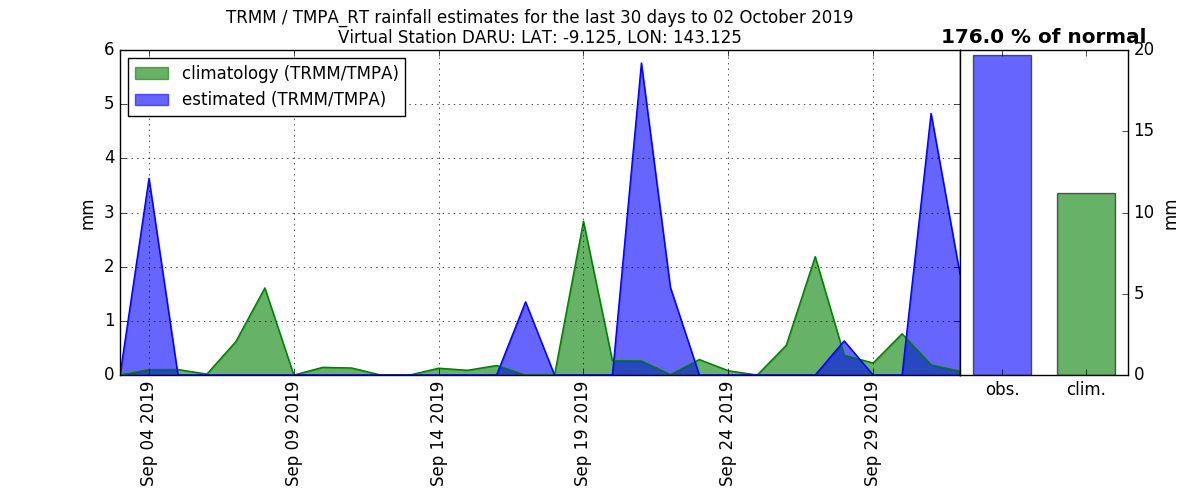 TRMM / TMPA_RT rainfall estimates for the last 30 days to 02 October 2019
Virtual Station DARU: LAT: -9.125, LON: 143.125
176.0 % of normal
climatology (TRMM/TMPA)
estimated (TRMM/TMPA)
6
5
4
3
2
1
0
mm
Sep 04 2019
Sep 09 2019
Sep 14 2019
Sep 19 2019
Sep 24 2019
Sep 29 2019
20
15
10
5
0
mm
obs.
clim.